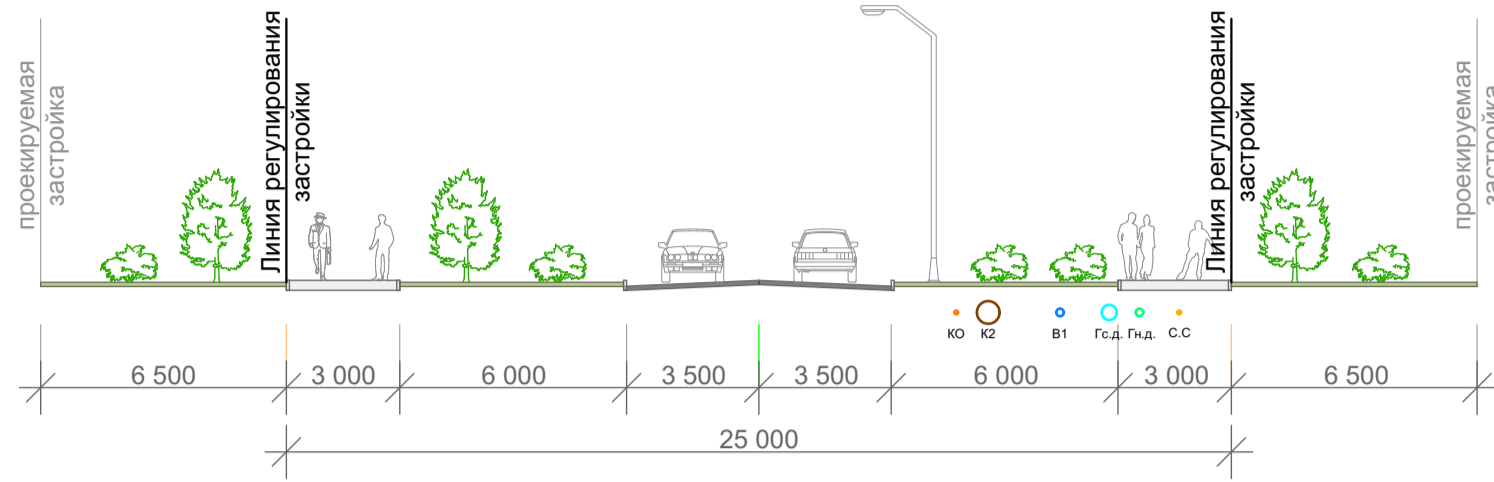 проекируемая
застройка
Линия регулирования
застройки
Линия регулирования
застройки
проекируемая
застройка
КО К2 В1 Гс.д. Гн.д. С.С
6 500 3 000 6 000 3 500 3 500 6 000 3 000 6 500
25 000